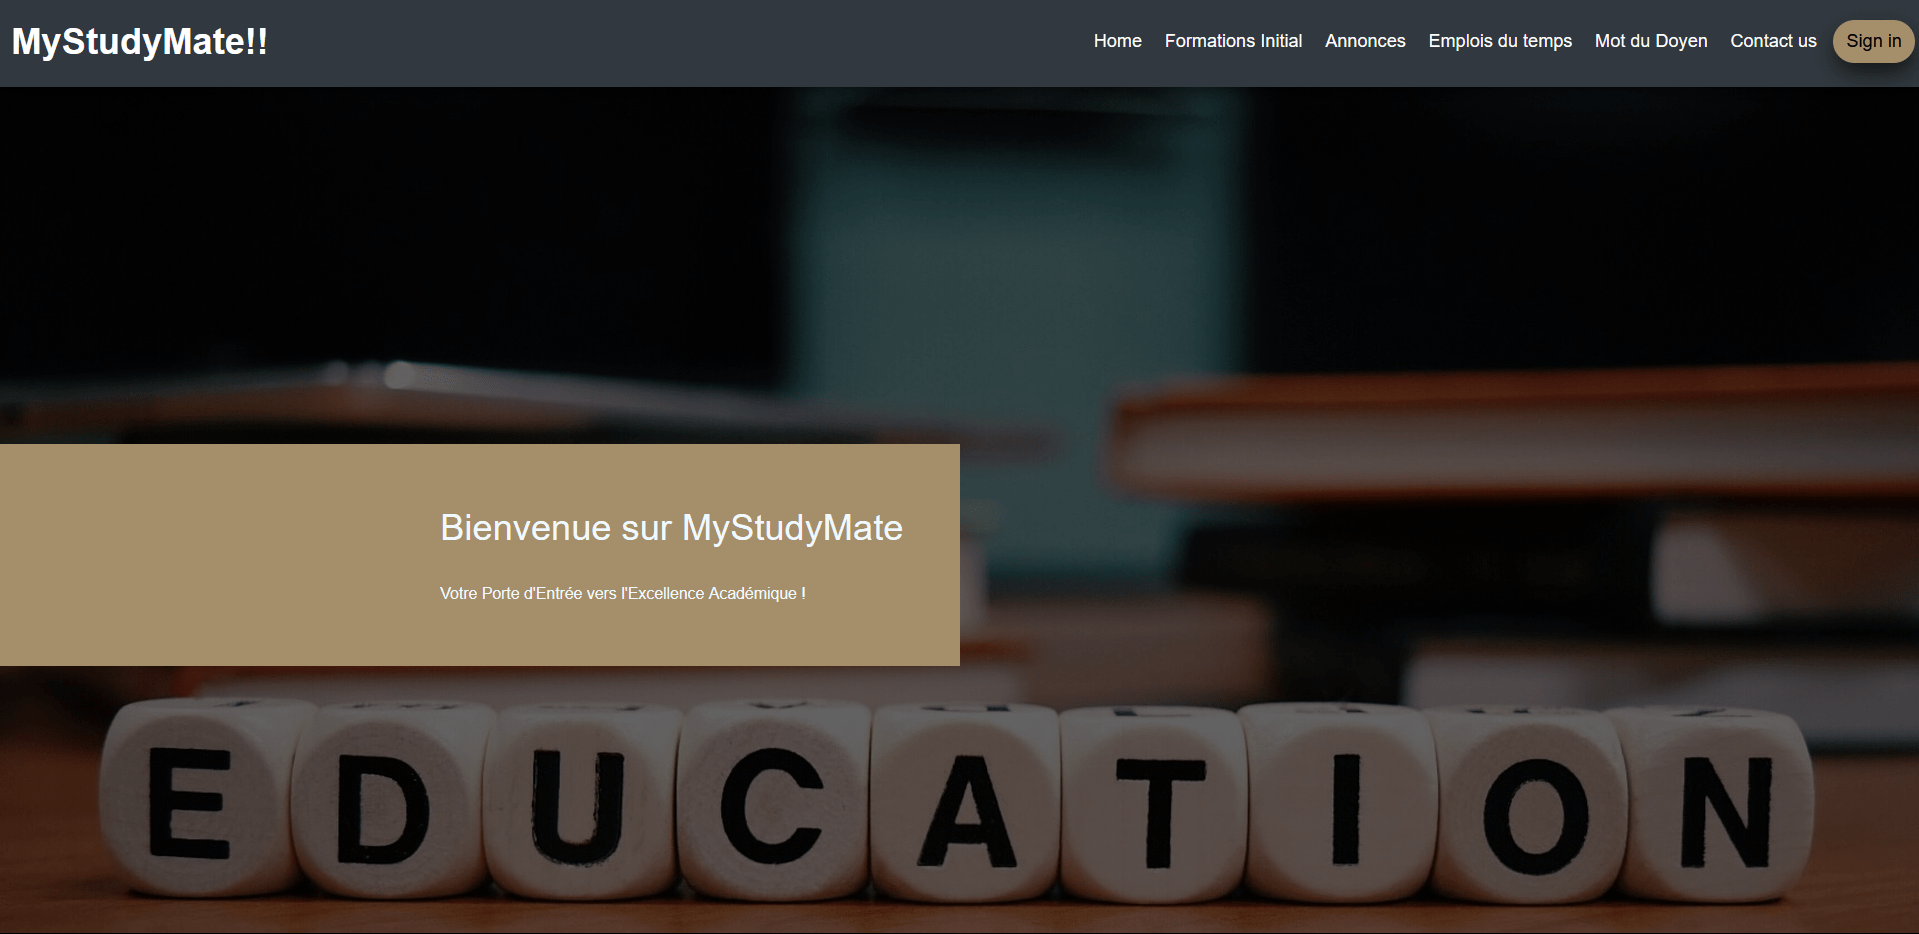 MyStudyMate!!
Home Formations Initial Annonces Emplois du temps Mot du Doyen Contact us Sign in
Bienvenue sur MyStudyMate
Votre Porte d'Entrée vers l'Excellence Académique !
EDUCATION